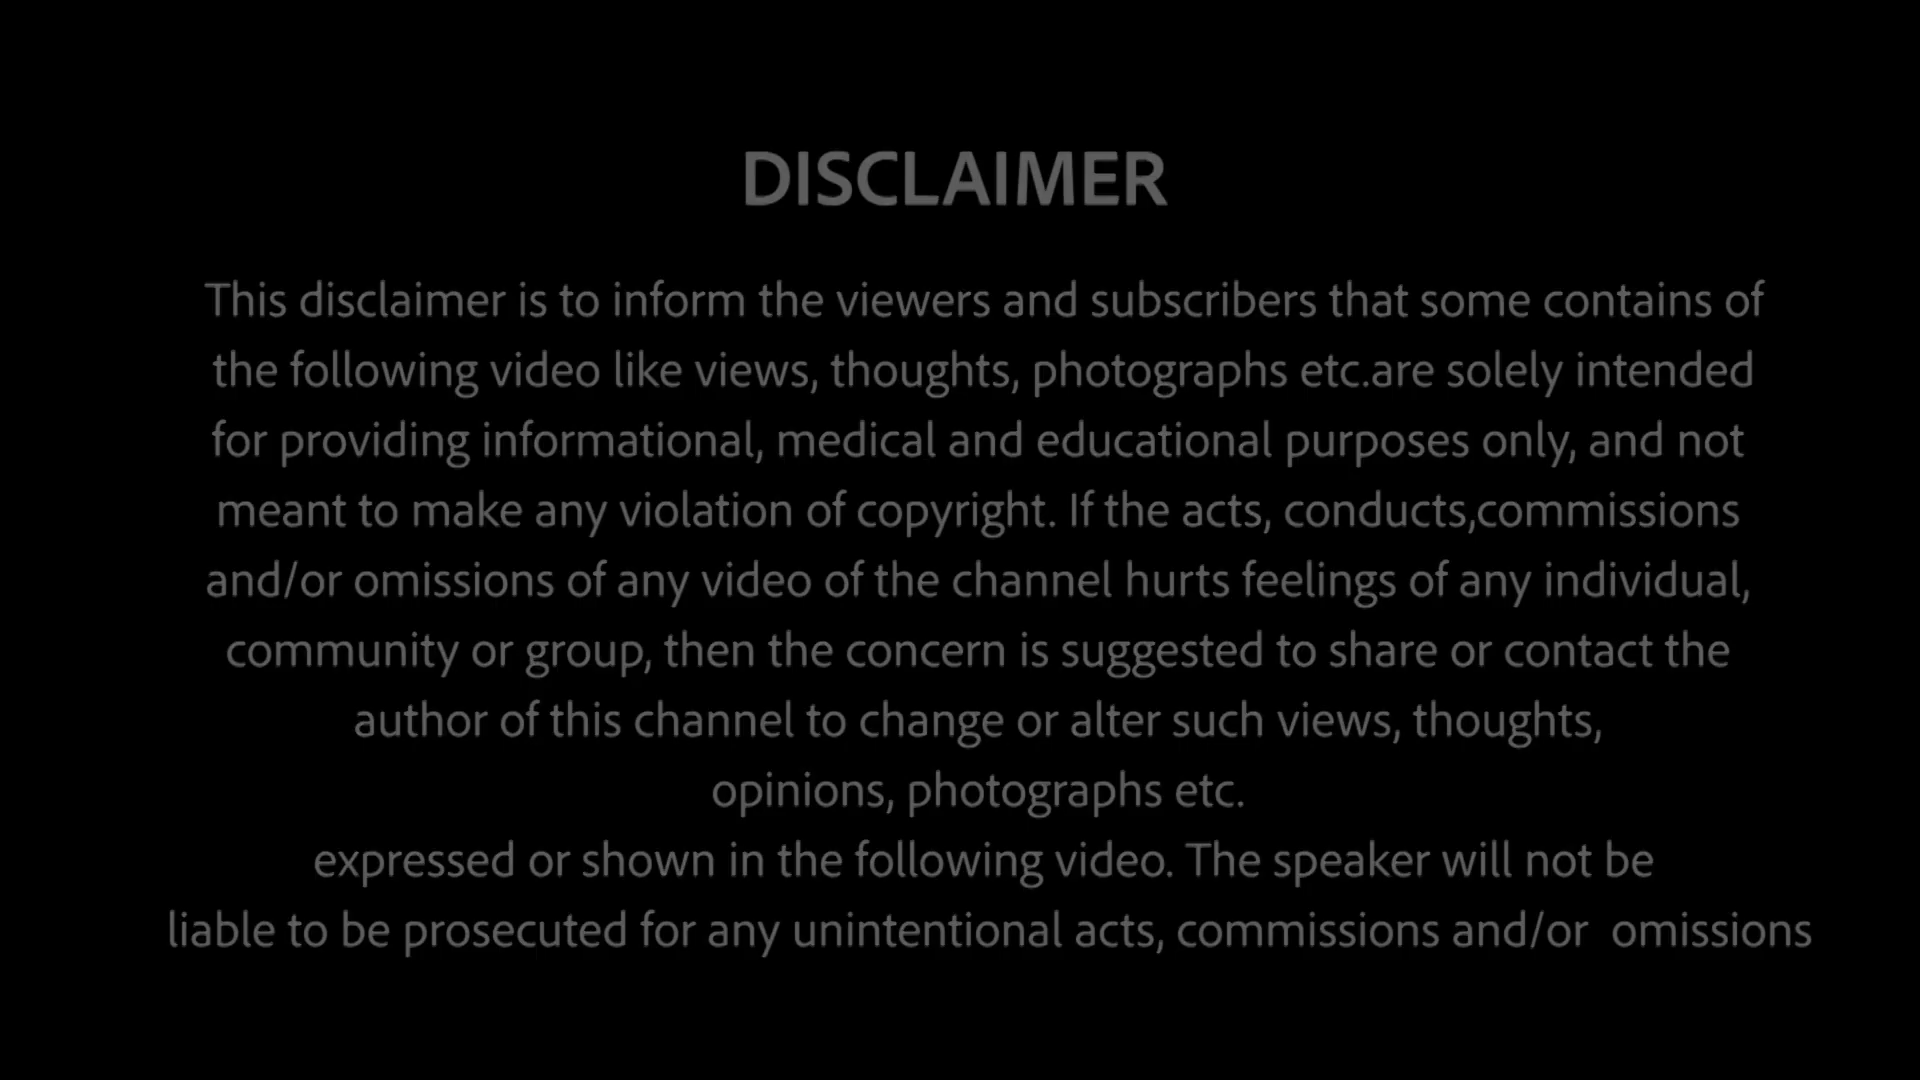 DISCLAIMER
This disclaimer is to inform the viewers and subscribers that some contains of
the following video like views, thoughts, photographs etc.are solely intended
for providing informational, medical and educational purposes only, and not
meant to make any violation of copyright. If the acts, conducts,commissions
and/or omissions of any video of the channel hurts feelings of any individual,
community or group, then the concern is suggested to share or contact the
author of this channel to change or alter such views, thoughts,
opinions, photographs etc.
expressed or shown in the following video. The speaker will not be
liable to be prosecuted for any unintentional acts, commissions and/or  omissions